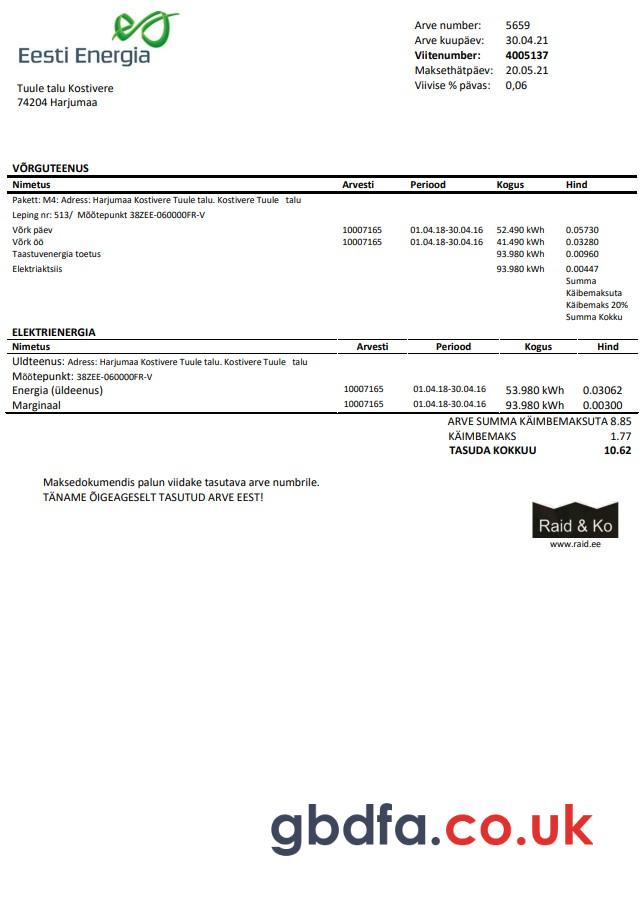 Eesti Energia
Arve number: 5659
Arve kuupäev: 30.04.21
Viitenumber: 4005137
Maksethätpäev: 20.05.21
Viivise % pävas: 0,06
Tuule talu Kostivere
74204 Harjumaa
VÕRGUTEENUS
Nimetus Arvesti Periood Kogus Hind
Pakett: M4: Adress: Harjumaa Kostivere Tuule talu. Kostivere Tuule talu
Leping nr: 513/ Mõõtepunkt 38ZEE-060000FR-V
Võrk päev 10007165 01.04.18-30.04.16 52.490 kWh 0.05730
Võrk öö 10007165 01.04.18-30.04.16 41.490 kWh 0.03280
Taastuvenergia toetus 93.980 kWh 0.00960
Elektriaktsiis 93.980 kWh 0.00447
Summa
Käibemaksuta
Käibemaks 20%
Summa Kokku
ELEKTRIENERGIA
Nimetus Arvesti Periood Kogus Hind
Uldteenus: Adress: Harjumaa Kostivere Tuule talu. Kostivere Tuule talu
Möötepunkt: 38ZEE-060000FR-V
Energia (üldeenus) 10007165 01.04.18-30.04.16 53.980 kWh 0.03062
Marginaal 10007165 01.04.18-30.04.16 93.980 kWh 0.00300
ARVE SUMMA KÄIMBEMAKSUTA 8.85
KÄIMBEMAKS 1.77
TASUDA KOKKUU 10.62
Maksedokumendis palun viidake tasutava arve numbrile.
TÄNAME ÕIGEAGESELT TASUTUD ARVE EEST!
Raid & Ko
www.raid.ee
gbdfa.co.uk